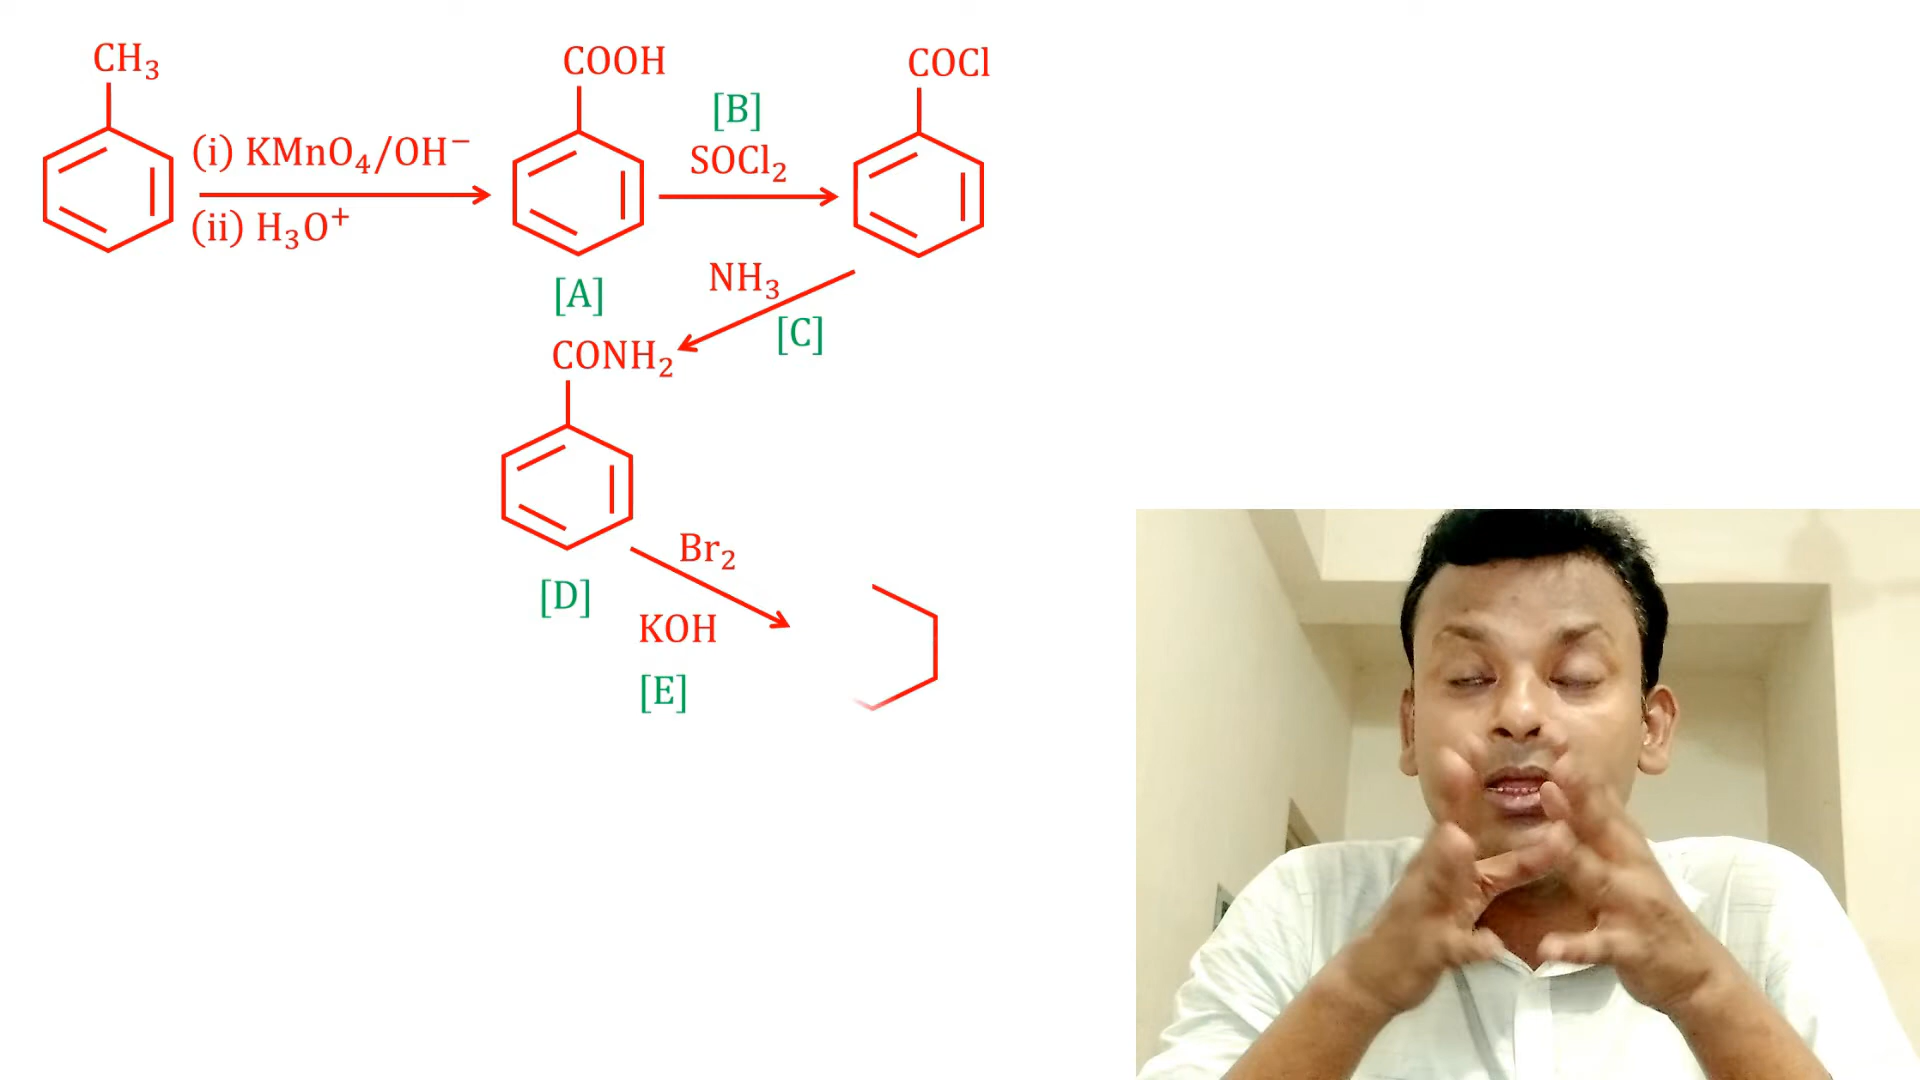 CH₃
COOH
COCl
(i) KMnO₄/OH⁻
(ii) H₃O⁺
[B]
SOCl₂
[A]
NH₃
[C]
CONH₂
[D]
Br₂
KOH
[E]